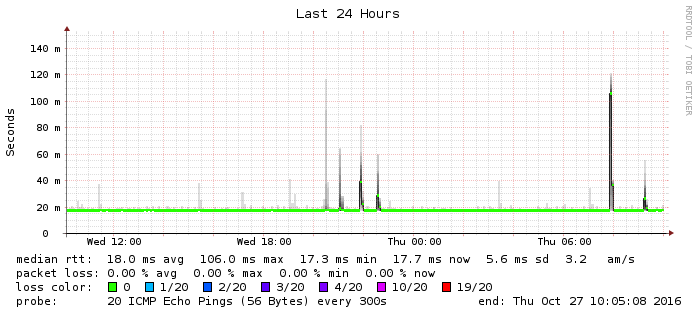 Last 24 Hours
RRDTOOL / TOBI OETIKER
Seconds
140 m
120 m
100 m
80 m
60 m
40 m
20 m
0
Wed 12:00 Wed 18:00 Thu 00:00 Thu 06:00
median rtt: 18.0 ms avg 106.0 ms max 17.3 ms min 17.7 ms now 5.6 ms sd 3.2 am/s
packet loss: 0.00 % avg 0.00 % max 0.00 % min 0.00 % now
loss color: 0 1/20 2/20 3/20 4/20 10/20 19/20
probe: 20 ICMP Echo Pings (56 Bytes) every 300s end: Thu Oct 27 10:05:08 2016